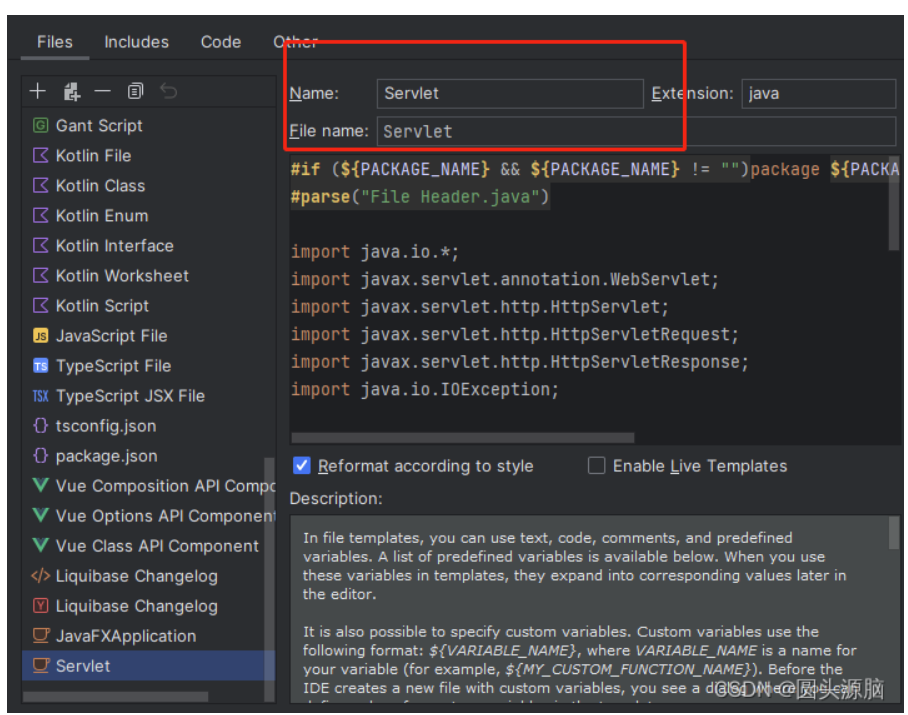 Files Includes Code Other
Name: Servlet Extension: java
File name: Servlet
Gant Script
Kotlin File
Kotlin Class
Kotlin Enum
Kotlin Interface
Kotlin Worksheet
Kotlin Script
JS JavaScript File
TS TypeScript File
TSX TypeScript JSX File
tsconfig.json
package.json
Vue Composition API Compo
Vue Options API Component
Vue Class API Component
Liquibase Changelog
Liquibase Changelog
JavaFXApplication
Servlet
#if (${PACKAGE_NAME} && ${PACKAGE_NAME} != "")package ${PACKA
#parse("File Header.java")
import java.io.*;
import javax.servlet.annotation.WebServlet;
import javax.servlet.http.HttpServlet;
import javax.servlet.http.HttpServletRequest;
import javax.servlet.http.HttpServletResponse;
import java.io.IOException;
Reformat according to style Enable Live Templates
Description:
In file templates, you can use text, code, comments, and predefined
variables. A list of predefined variables is available below. When you use
these variables in templates, they expand into corresponding values later in
the editor.
It is also possible to specify custom variables. Custom variables use the
following format: ${VARIABLE_NAME}, where VARIABLE_NAME is a name for
your variable (for example, ${MY_CUSTOM_FUNCTION_NAME}). Before the
IDE creates a new file with custom variables, you see a dialog where
CSDN @圆头源脑